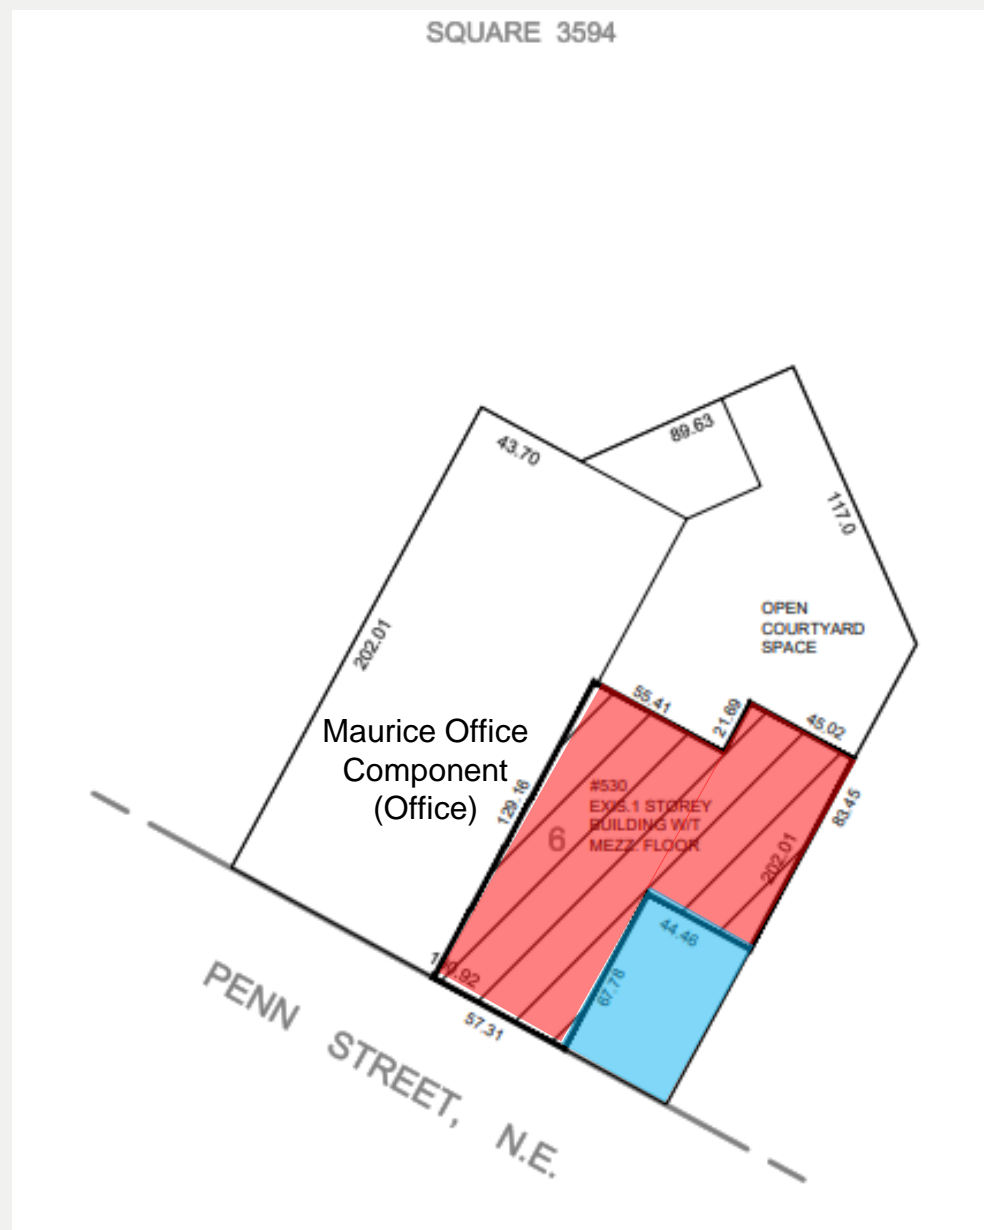 SQUARE 3594
89.63
43.70
117.0
OPEN
COURTYARD
SPACE
202.01
55.41
21.69
45.02
Maurice Office
Component
(Office)
129.16
#530
EXIS.1 STOREY
BUILDING W/T
MEZZ. FLOOR
6
83.45
202.01
44.46
67.78
57.31
PENN STREET, N.E.